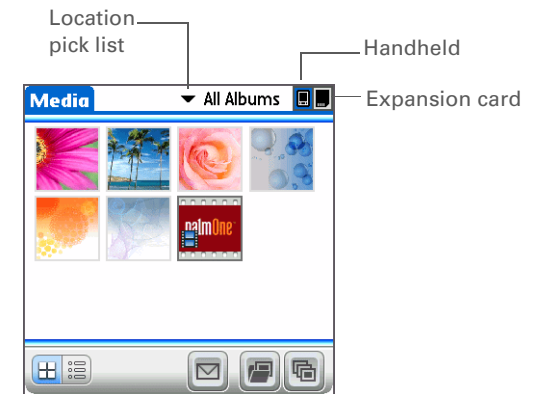 Location
pick list
Handheld
Media
All Albums
Expansion card
palmOne